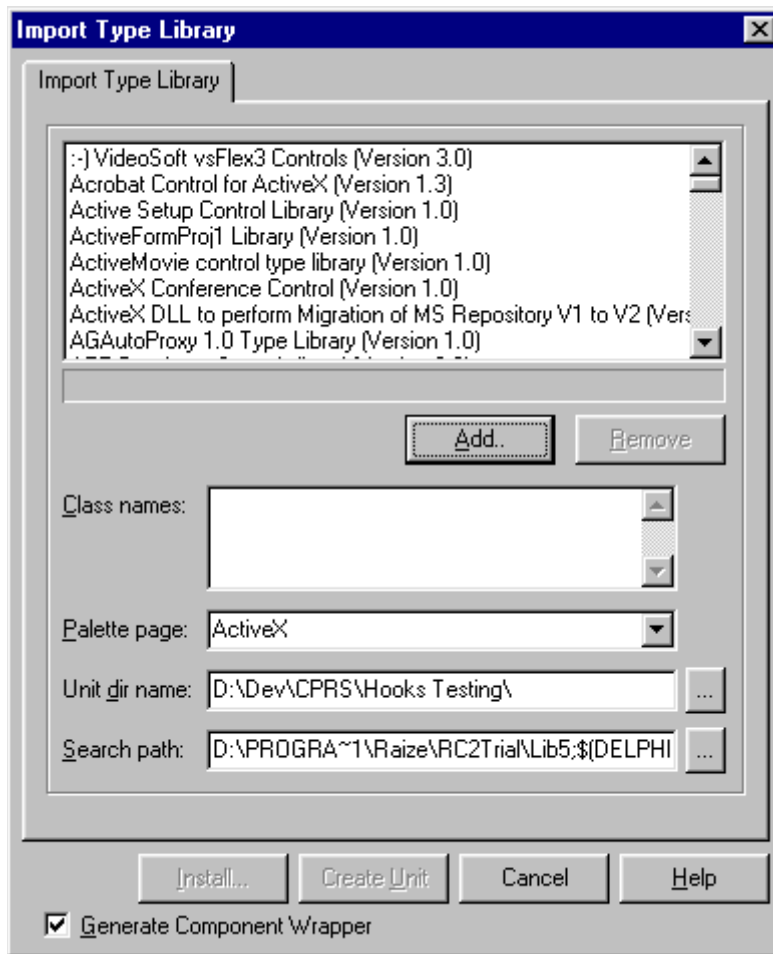 Import Type Library
Import Type Library
:-) VideoSoft vsFlex3 Controls (Version 3.0)
Acrobat Control for ActiveX (Version 1.3)
Active Setup Control Library (Version 1.0)
ActiveFormProj1 Library (Version 1.0)
ActiveMovie control type library (Version 1.0)
ActiveX Conference Control (Version 1.0)
ActiveX DLL to perform Migration of MS Repository V1 to V2 (Vers
AGAutoProxy 1.0 Type Library (Version 1.0)
Add.. Remove
Class names:
Palette page: ActiveX
Unit dir name: D:\Dev\CPRS\Hooks Testing\ ...
Search path: D:\PROGRA~1\Raize\RC2Trial\Lib5;$(DELPHI ...
Install... Create Unit Cancel Help
Generate Component Wrapper